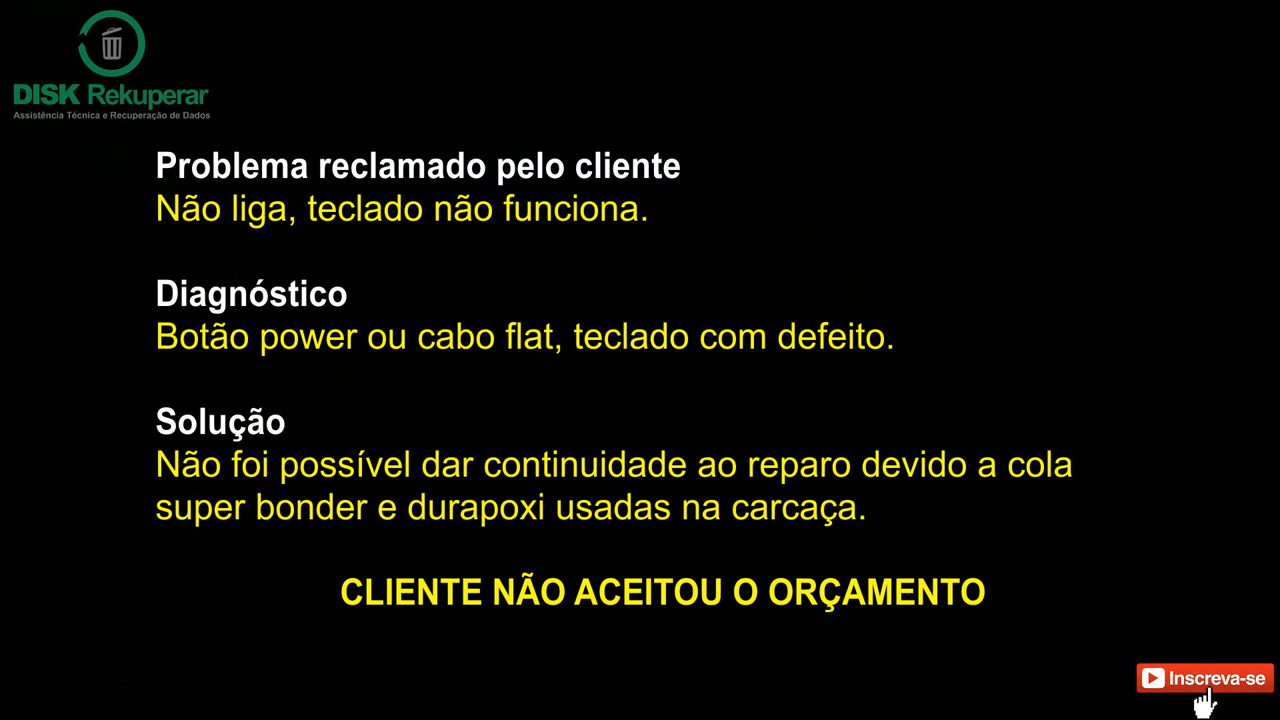 DISK Rekuperar
Assistência Técnica e Recuperação de Dados
Problema reclamado pelo cliente
Não liga, teclado não funciona.
Diagnóstico
Botão power ou cabo flat, teclado com defeito.
Solução
Não foi possível dar continuidade ao reparo devido a cola
super bonder e durapoxi usadas na carcaça.
CLIENTE NÃO ACEITOU O ORÇAMENTO
Inscreva-se